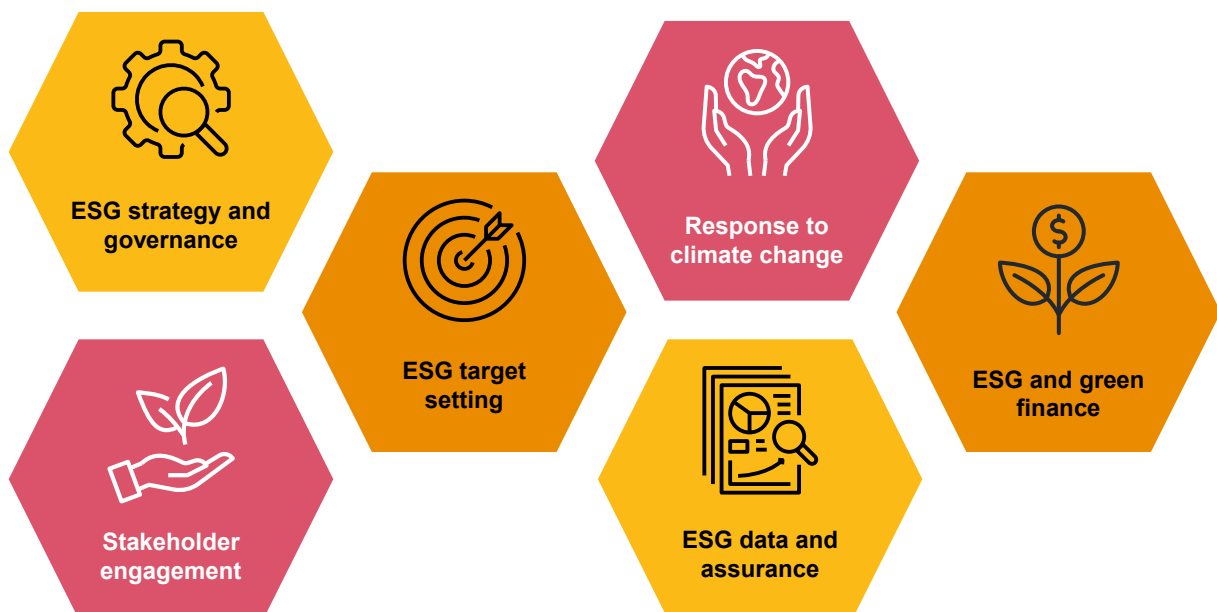 ESG strategy and
governance
Response to
climate change
ESG target
setting
ESG and green
finance
$
Stakeholder
engagement
ESG data and
assurance